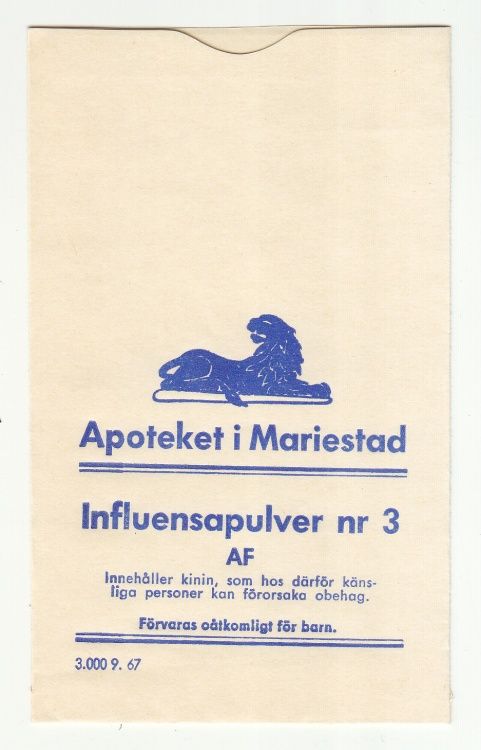 Apoteket i Mariestad
Influensapulver nr 3
AF
Innehåller kinin, som hos därför käns-
liga personer kan förorsaka obehag.
Förvaras oåtkomligt för barn.
3.000 9. 67